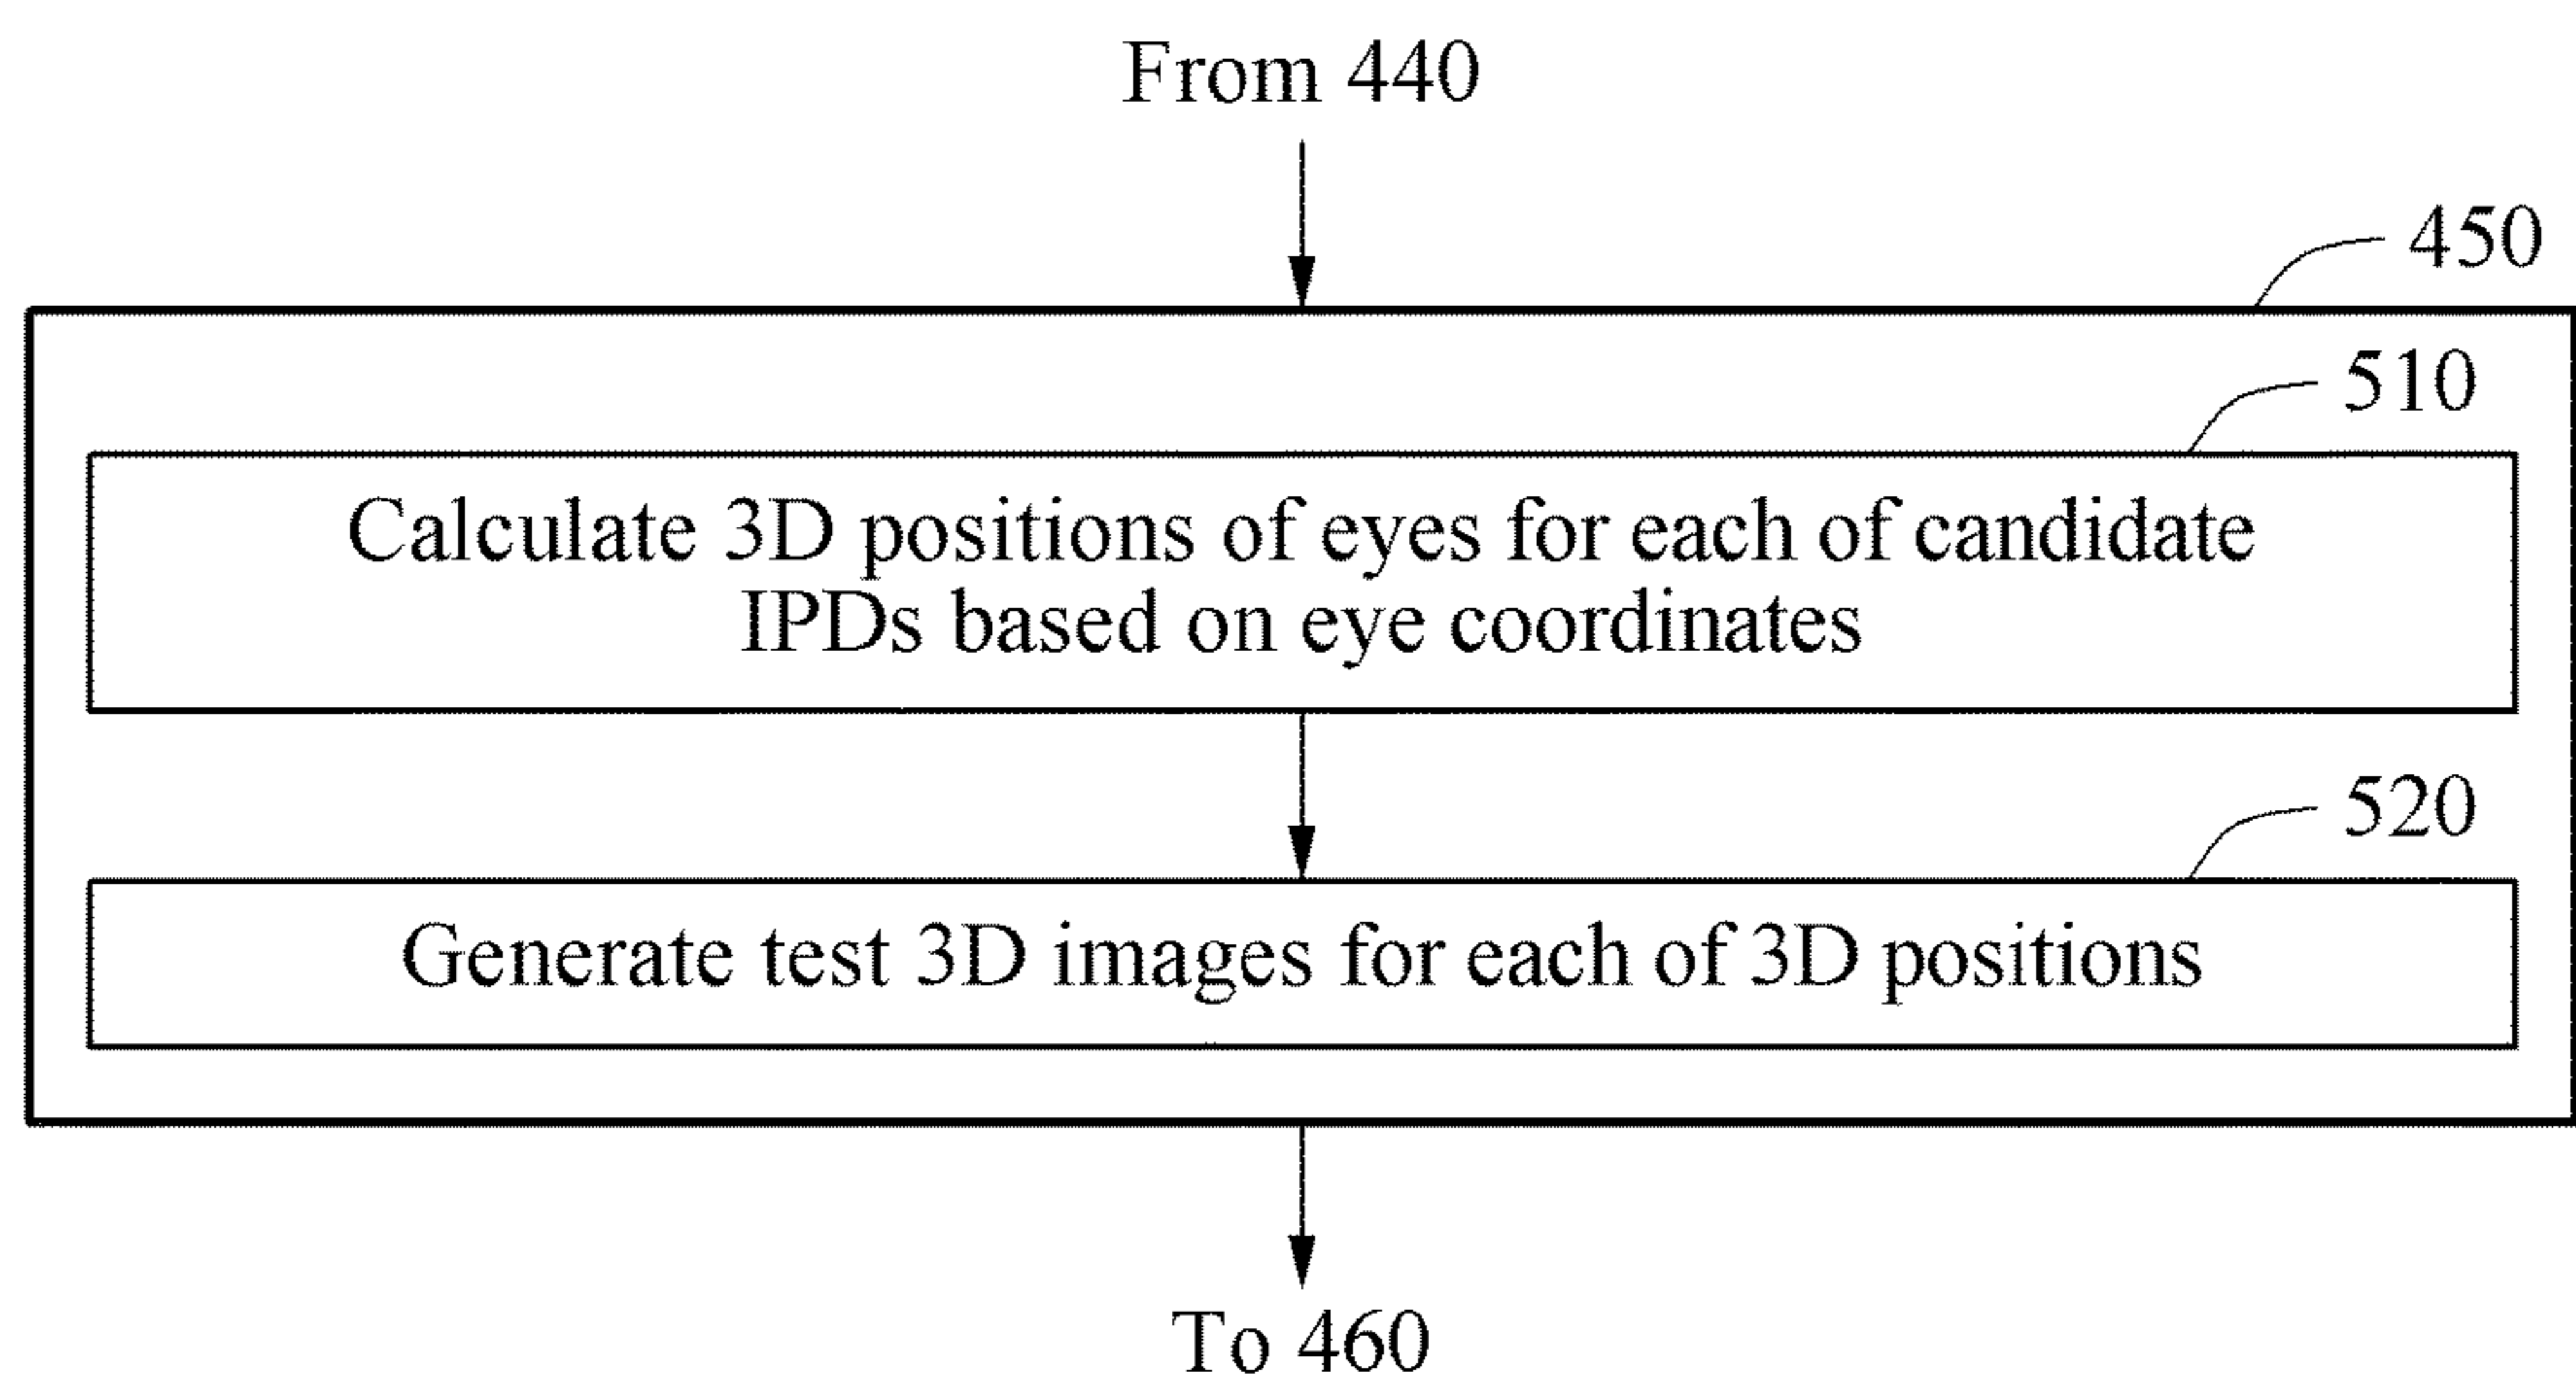 From 440
450
510
Calculate 3D positions of eyes for each of candidate
IPDs based on eye coordinates
520
Generate test 3D images for each of 3D positions
To 460